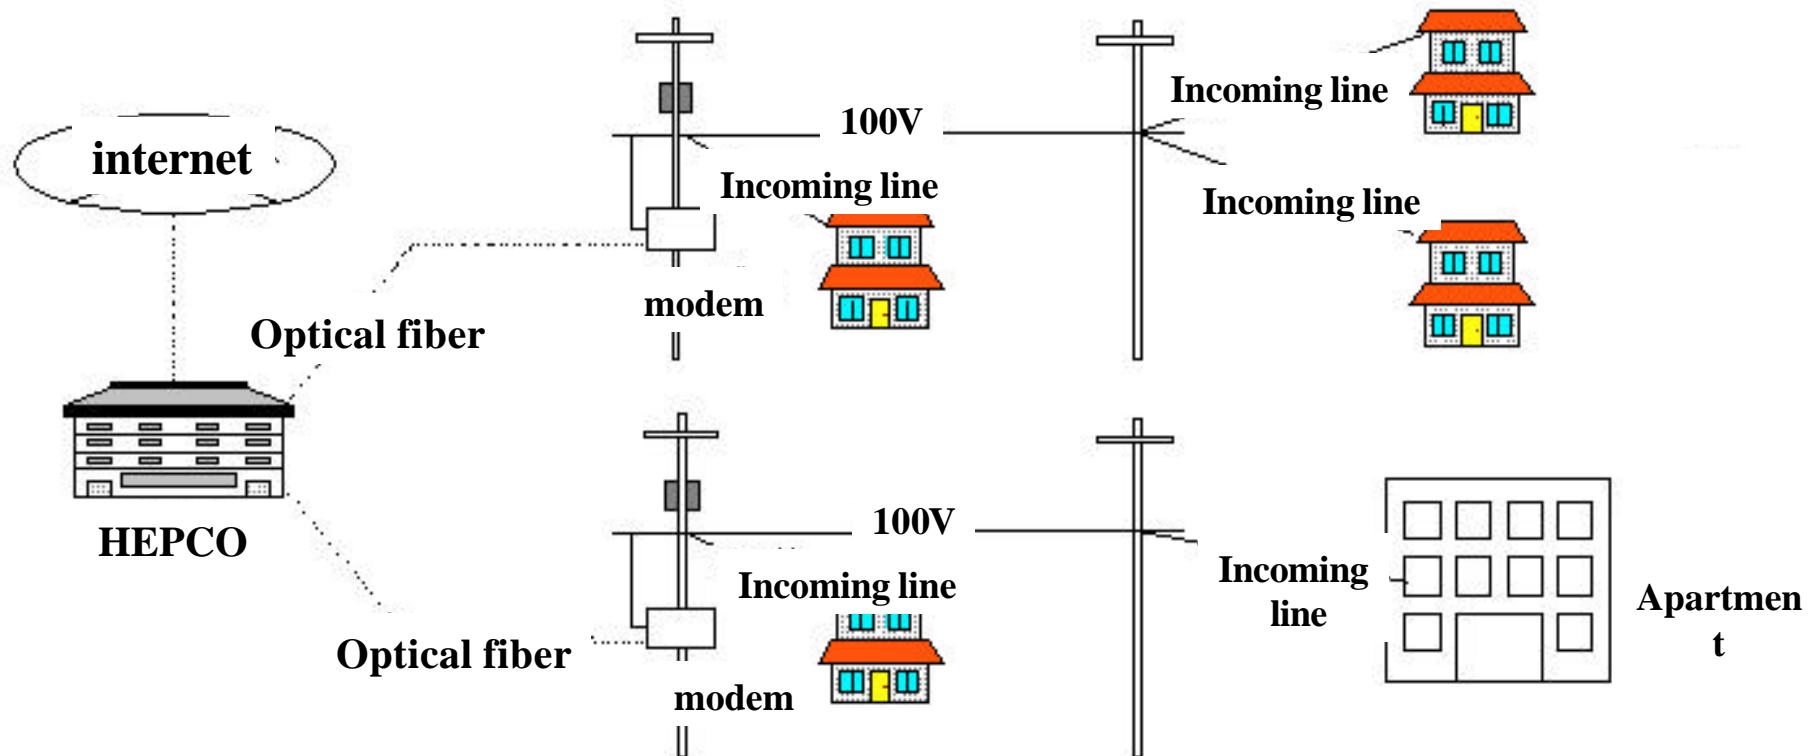 internet
100V
Incoming line
Incoming line
Incoming line
modem
Optical fiber
HEPCO
100V
Incoming line
Incoming
line
Apartmen
t
Optical fiber
modem